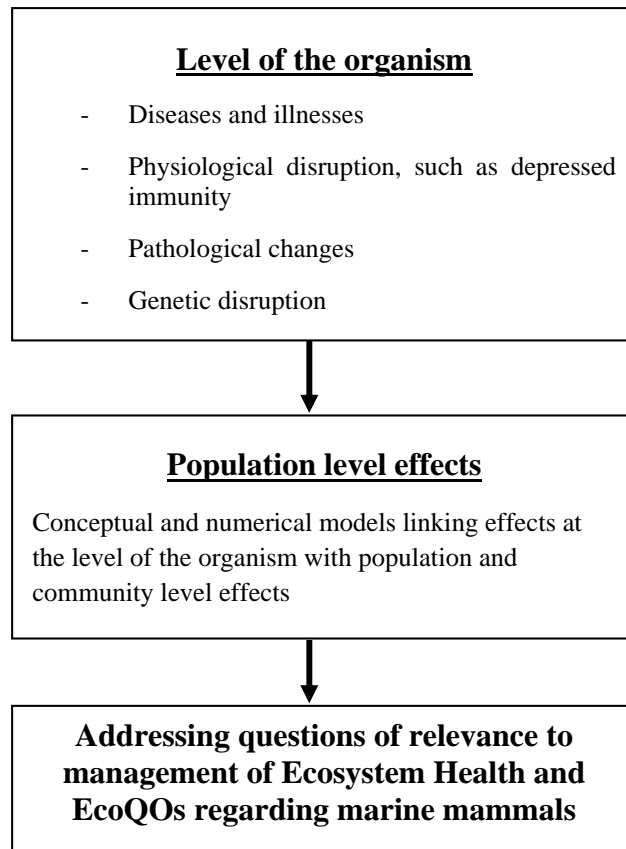 Level of the organism
- Diseases and illnesses
- Physiological disruption, such as depressed
immunity
- Pathological changes
- Genetic disruption
Population level effects
Conceptual and numerical models linking effects at
the level of the organism with population and
community level effects
Addressing questions of relevance to
management of Ecosystem Health and
EcoQOs regarding marine mammals